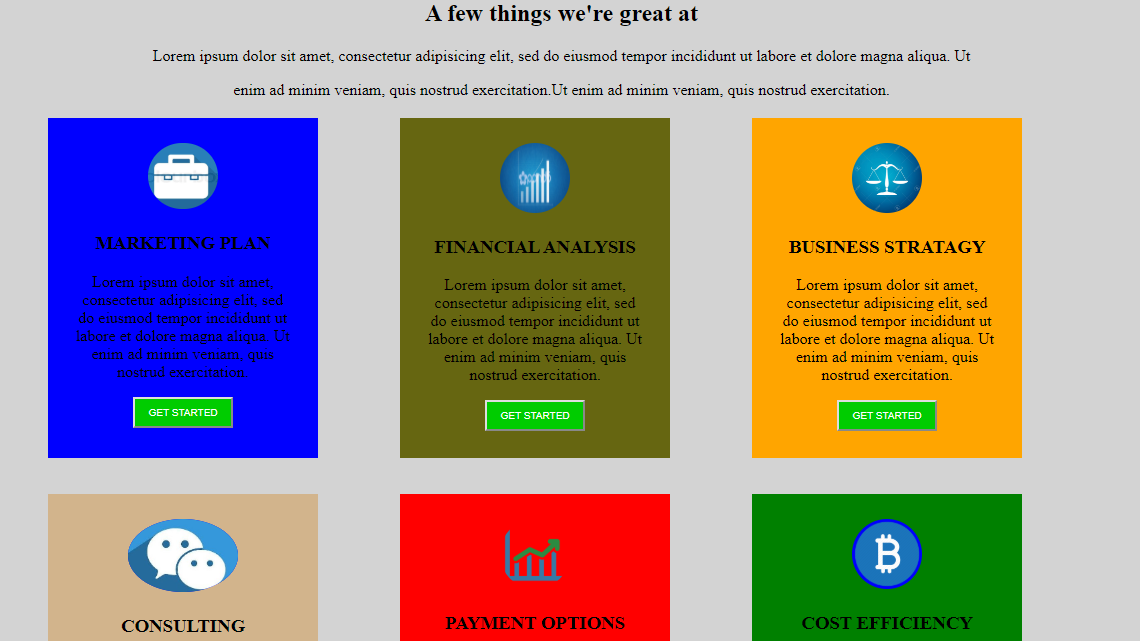 A few things we're great at
Lorem ipsum dolor sit amet, consectetur adipisicing elit, sed do eiusmod tempor incididunt ut labore et dolore magna aliqua. Ut
enim ad minim veniam, quis nostrud exercitation.Ut enim ad minim veniam, quis nostrud exercitation.
MARKETING PLAN
Lorem ipsum dolor sit amet,
consectetur adipisicing elit, sed
do eiusmod tempor incididunt ut
labore et dolore magna aliqua. Ut
enim ad minim veniam, quis
nostrud exercitation.
GET STARTED
FINANCIAL ANALYSIS
Lorem ipsum dolor sit amet,
consectetur adipisicing elit, sed
do eiusmod tempor incididunt ut
labore et dolore magna aliqua. Ut
enim ad minim veniam, quis
nostrud exercitation.
GET STARTED
BUSINESS STRATAGY
Lorem ipsum dolor sit amet,
consectetur adipisicing elit, sed
do eiusmod tempor incididunt ut
labore et dolore magna aliqua. Ut
enim ad minim veniam, quis
nostrud exercitation.
GET STARTED
CONSULTING
PAYMENT OPTIONS
COST EFFICIENCY